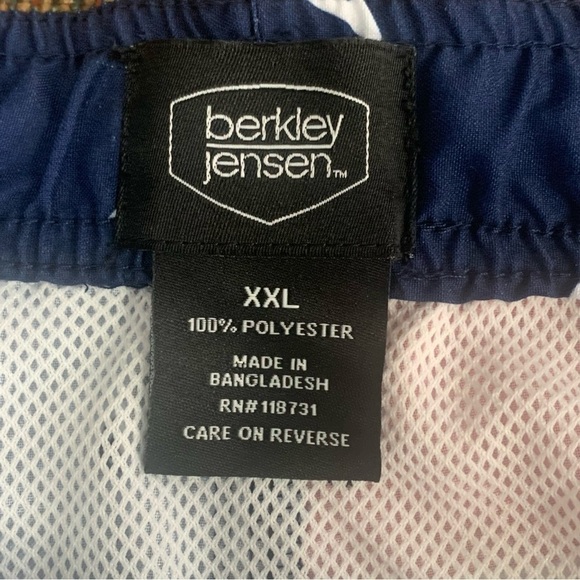 berkley
jensen™
XXL
100% POLYESTER
MADE IN
BANGLADESH
RN#118731
CARE ON REVERSE